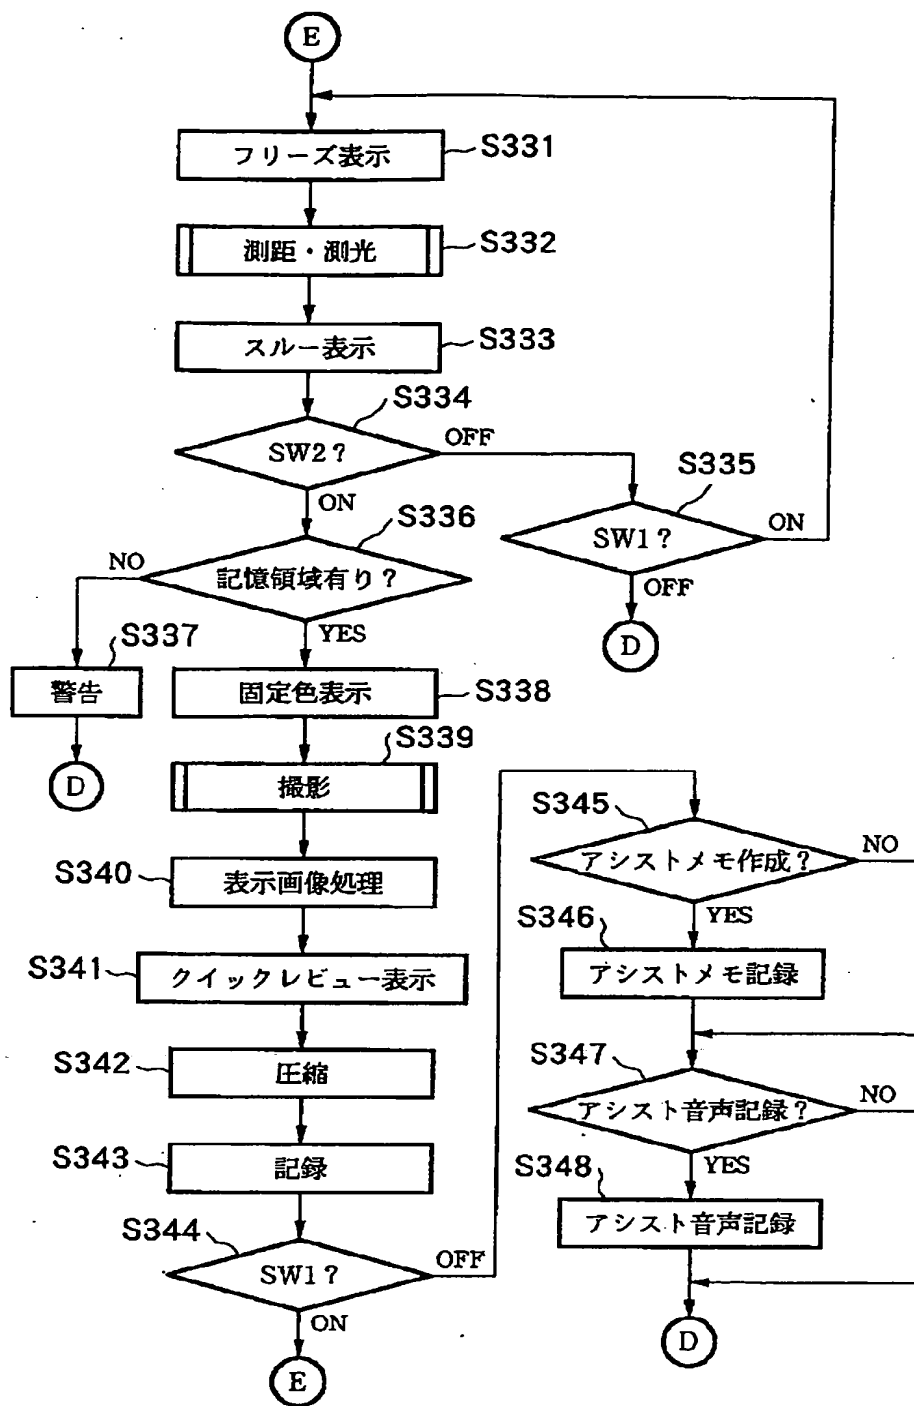 E
フリーズ表示
S331
測距・測光
S332
スルー表示
S333
S334
SW2?
OFF
ON
S335
SW1?
ON
OFF
D
S336
記憶領域有り?
NO
YES
S337
警告
D
固定色表示
S338
S339
撮影
S340
表示画像処理
S341
クイックレビュー表示
S342
圧縮
S343
記録
S344
SW1?
OFF
ON
E
S345
アシストメモ作成?
NO
YES
S346
アシストメモ記録
S347
アシスト音声記録?
NO
YES
S348
アシスト音声記録
D